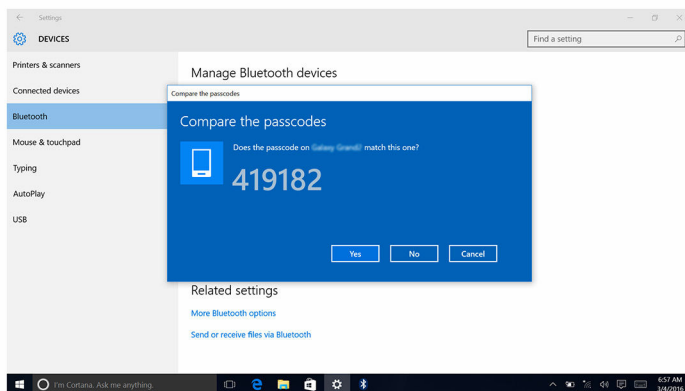 Settings
DEVICES
Find a setting
Printers & scanners
Connected devices
Bluetooth
Mouse & touchpad
Typing
AutoPlay
USB
Manage Bluetooth devices
Compare the passcodes
Compare the passcodes
Does the passcode on Galaxy Grand2 match this one?
419182
Yes No Cancel
Related settings
More Bluetooth options
Send or receive files via Bluetooth
I'm Cortana. Ask me anything.
6:57 AM
3/4/2016